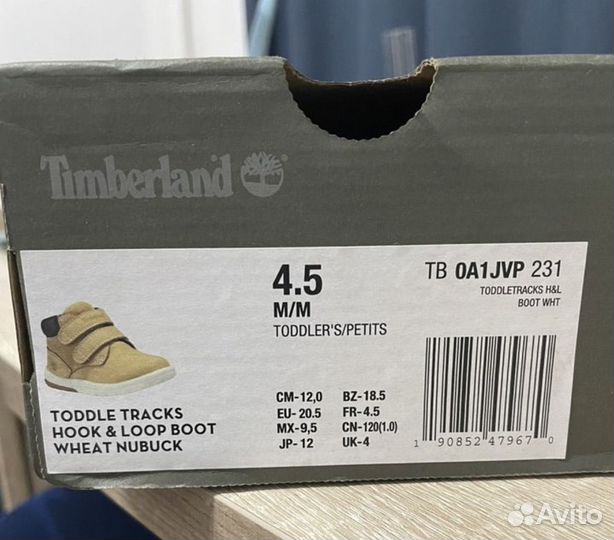 Timberland
4.5
M/M
TODDLER'S/PETITS
TB 0A1JVP 231
TODDLETRACKS H&L
BOOT WHT
TODDLE TRACKS
HOOK & LOOP BOOT
WHEAT NUBUCK
CM-12,0 BZ-18.5
EU-20.5 FR-4.5
MX-9,5 CN-120(1.0)
JP-12 UK-4
1 90852 47967 0
Avito